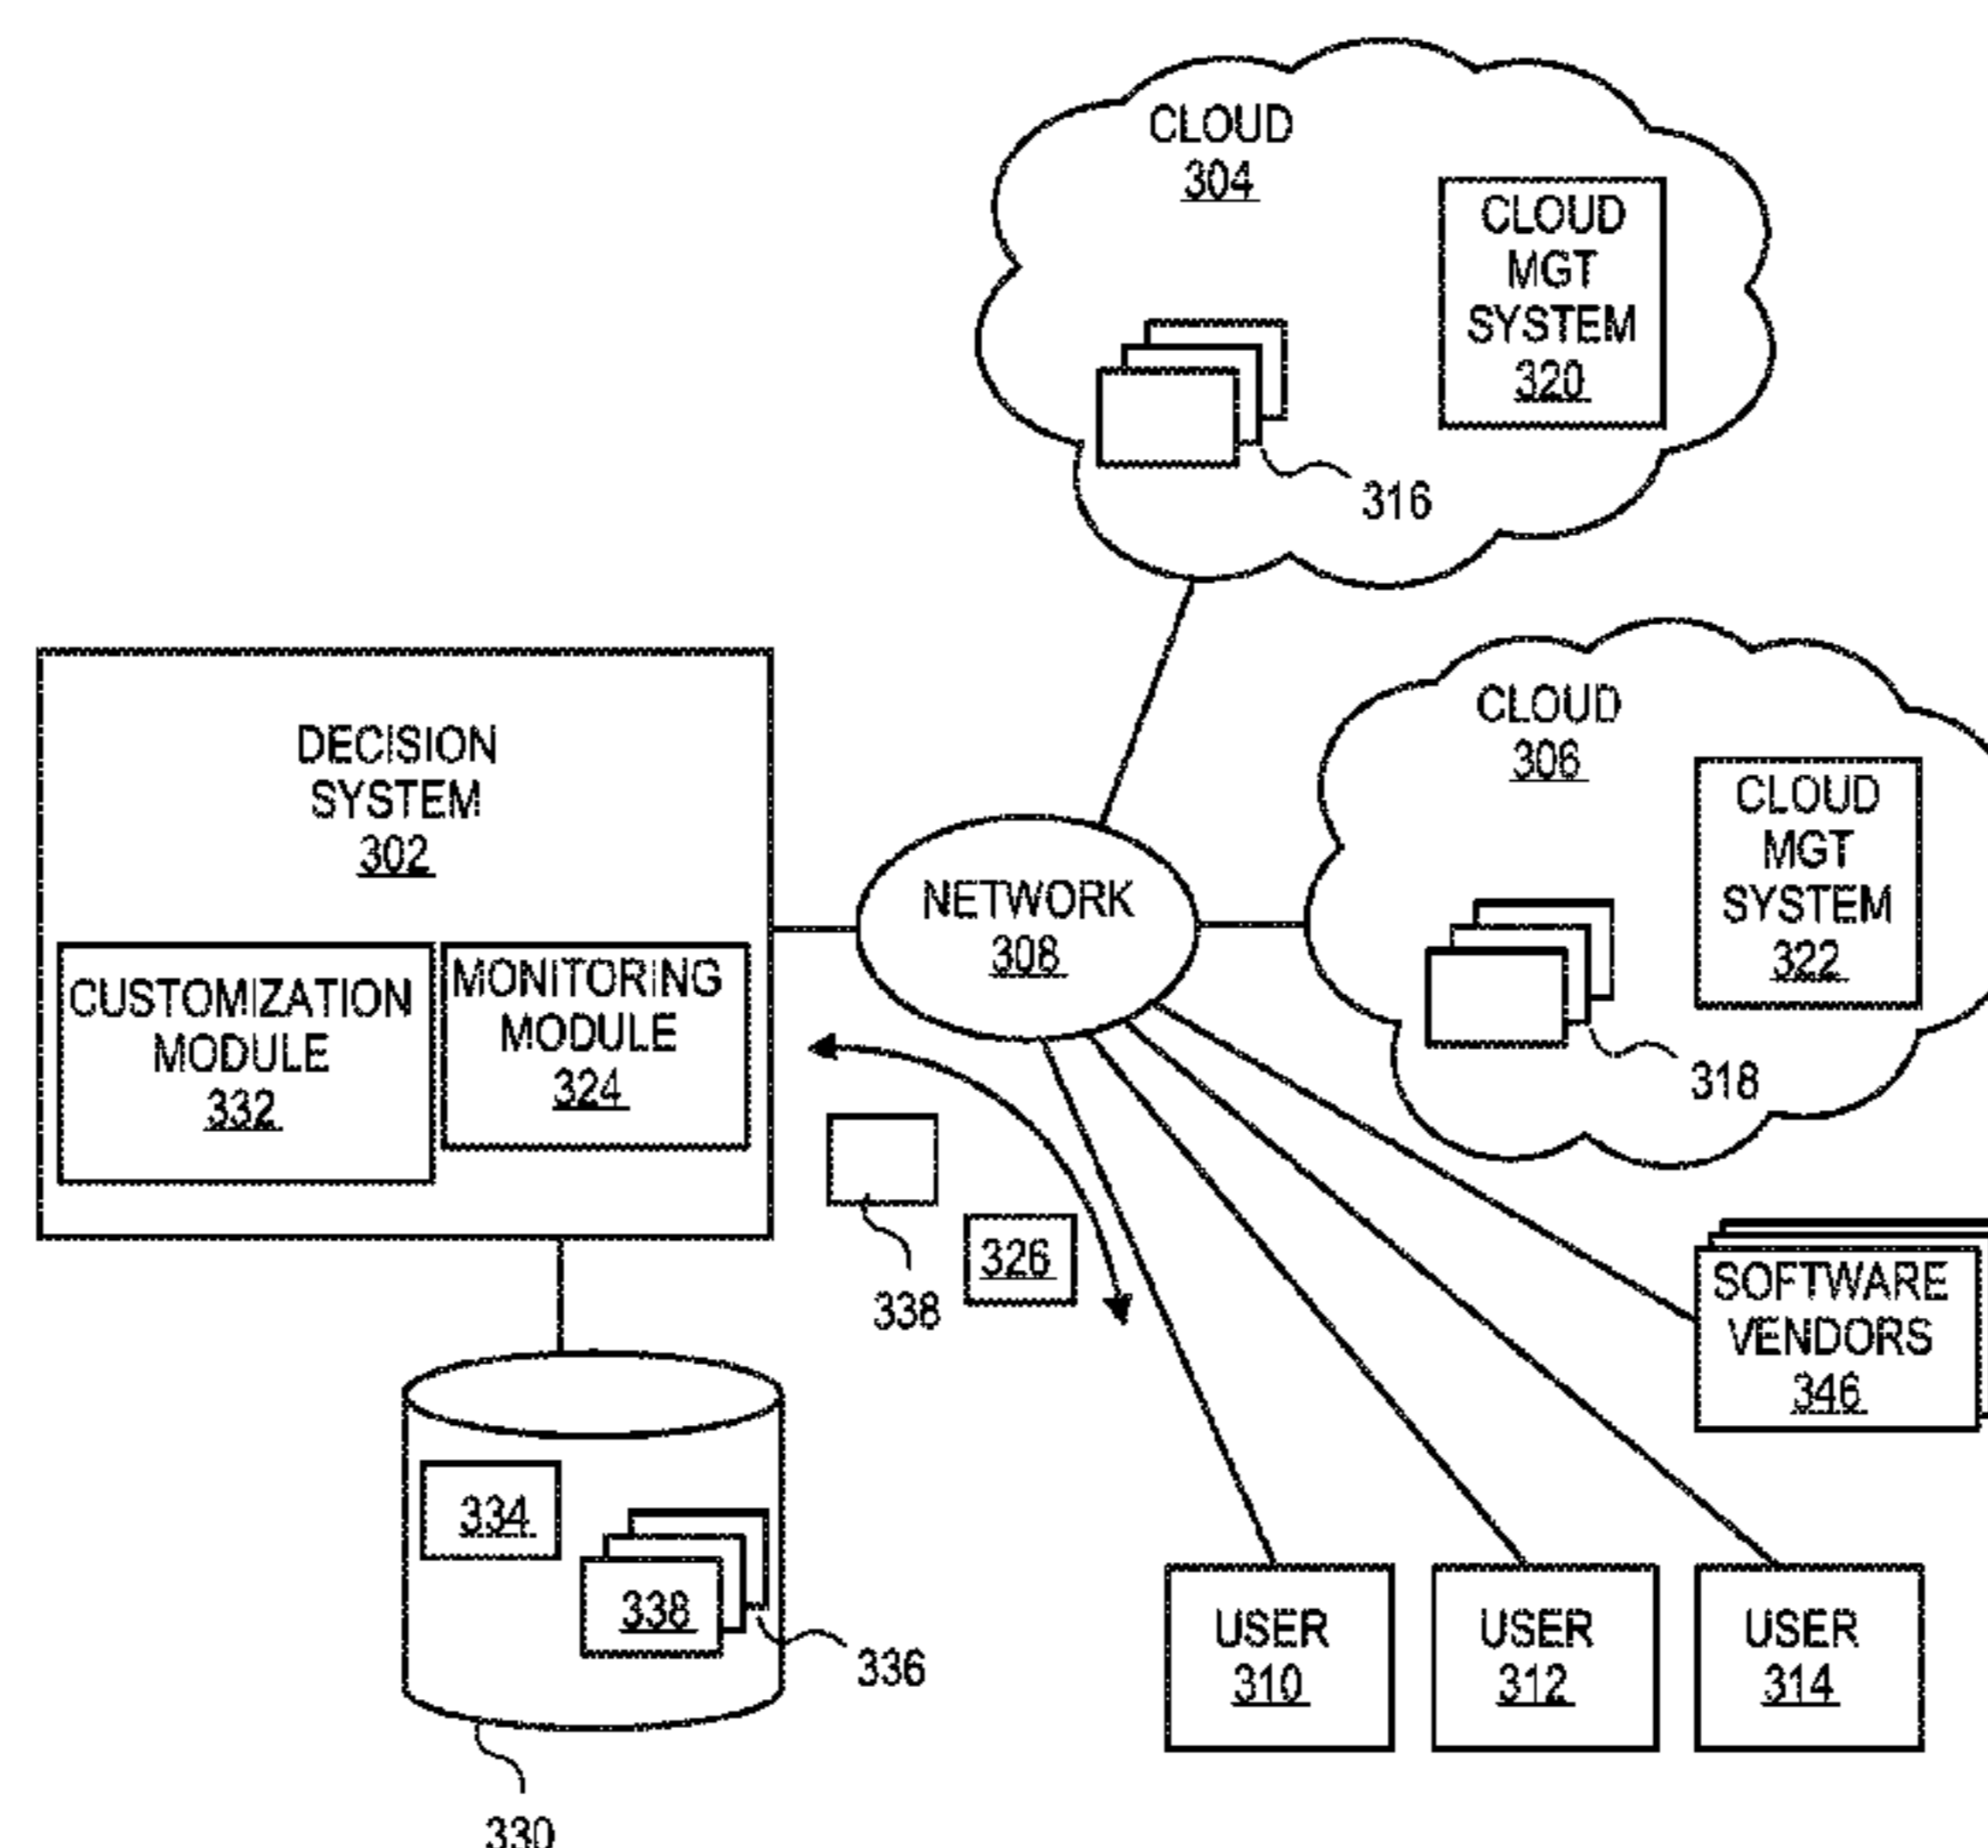 CLOUD
304
CLOUD
MGT
SYSTEM
320
316
CLOUD
306
CLOUD
MGT
SYSTEM
322
318
DECISION
SYSTEM
302
CUSTOMIZATION
MODULE
332
MONITORING
MODULE
324
NETWORK
308
338
326
SOFTWARE
VENDORS
346
334
338
336
330
USER
310
USER
312
USER
314